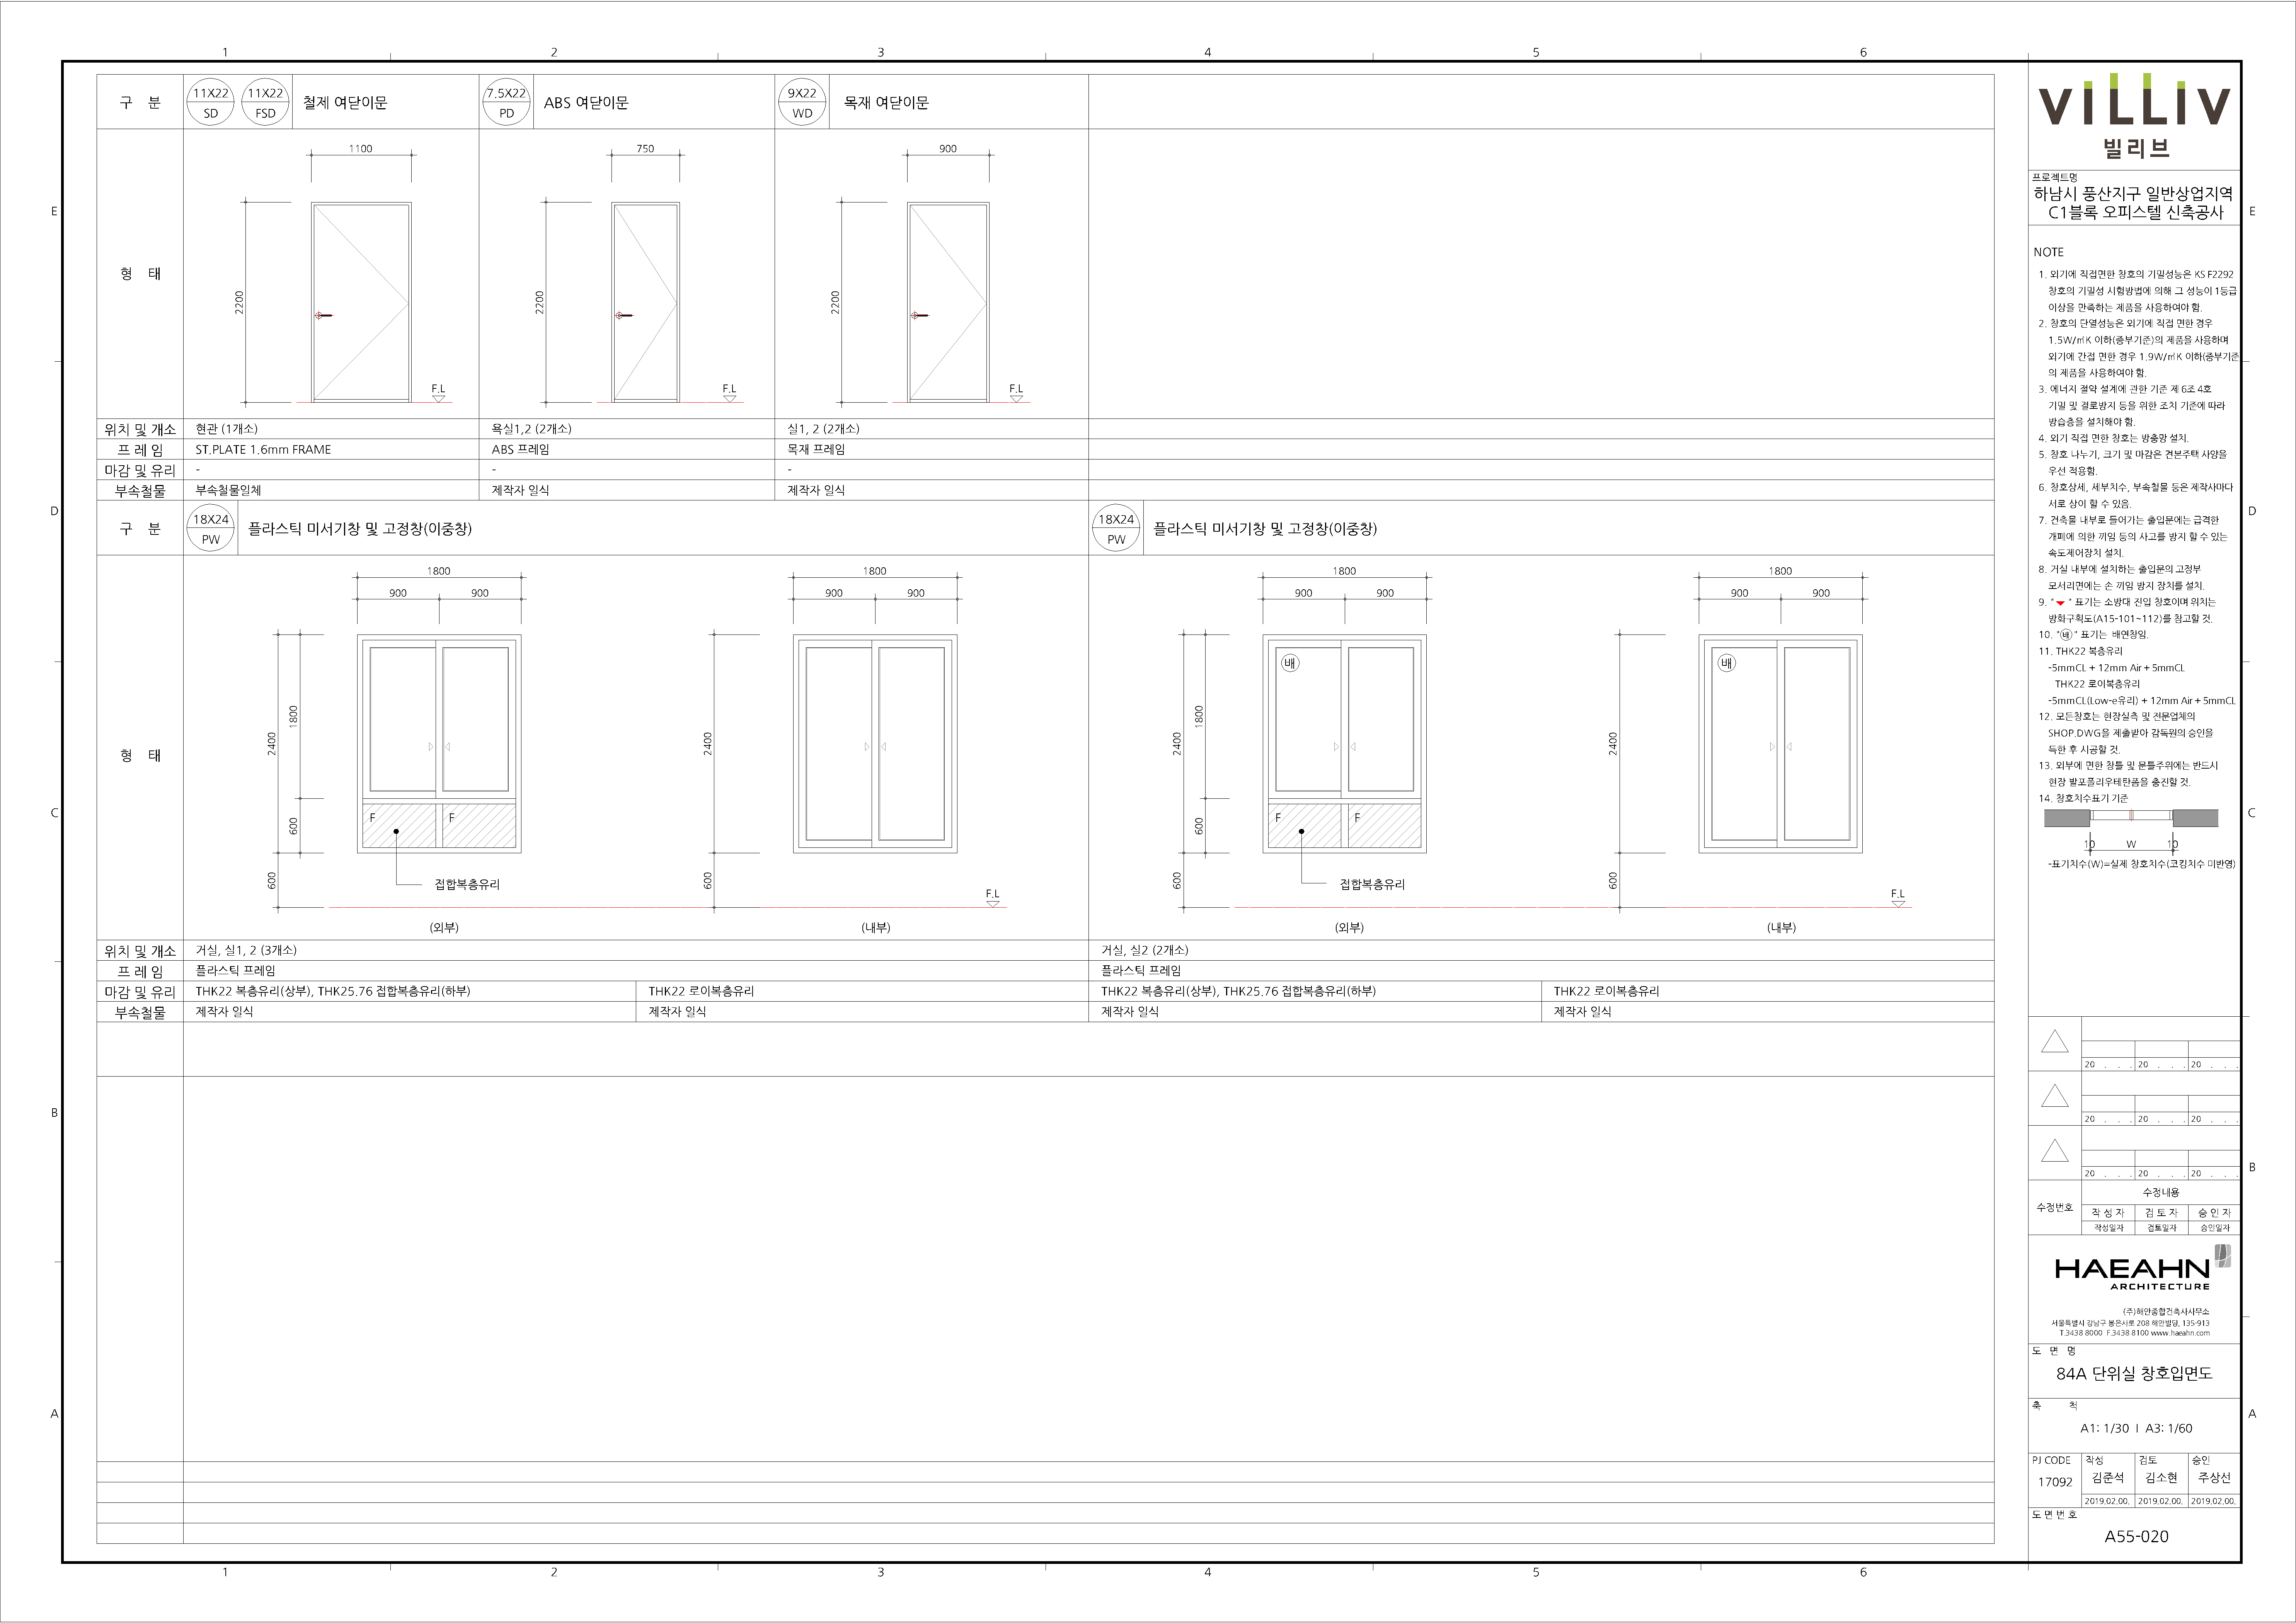 1 2 3 4 5 6
구 분
11X22
SD
11X22
FSD
철제 여닫이문
7.5X22
PD
ABS 여닫이문
9X22
WD
목재 여닫이문
형 태
1100
2200
F.L
750
2200
F.L
900
2200
F.L
위치 및 개소 현관 (1개소) 욕실1,2 (2개소) 실1, 2 (2개소)
프 레 임 ST.PLATE 1.6mm FRAME ABS 프레임 목재 프레임
마감 및 유리 - - -
부속철물 부속철물일체 제작자 일식 제작자 일식
구 분
18X24
PW
플라스틱 미서기창 및 고정창(이중창)
18X24
PW
플라스틱 미서기창 및 고정창(이중창)
형 태
1800
900 900
2400
1800
600
600
F F
접합복층유리
(외부)
1800
900 900
2400
600
F.L
(내부)
1800
900 900
배
2400
1800
600
600
F F
접합복층유리
(외부)
1800
900 900
배
2400
600
F.L
(내부)
위치 및 개소 거실, 실1, 2 (3개소) 거실, 실2 (2개소)
프 레 임 플라스틱 프레임 플라스틱 프레임
마감 및 유리 THK22 복층유리(상부), THK25.76 접합복층유리(하부) THK22 로이복층유리 THK22 복층유리(상부), THK25.76 접합복층유리(하부) THK22 로이복층유리
부속철물 제작자 일식 제작자 일식 제작자 일식 제작자 일식
E
D
C
B
A
E
D
C
B
A
1 2 3 4 5 6
VILLIV
빌리브
프로젝트명
하남시 풍산지구 일반상업지역
C1블록 오피스텔 신축공사
NOTE
1. 외기에 직접면한 창호의 기밀성능은 KS F2292
창호의 기밀성 시험방법에 의해 그 성능이 1등급
이상을 만족하는 제품을 사용하여야 함.
2. 창호의 단열성능은 외기에 직접 면한 경우
1.5W/㎡K 이하(중부기준)의 제품을 사용하며
외기에 간접 면한 경우 1.9W/㎡K 이하(중부기준
의 제품을 사용하여야 함.
3. 에너지 절약 설계에 관한 기준 제 6조 4호
기밀 및 결로방지 등을 위한 조치 기준에 따라
방습층을 설치해야 함.
4. 외기 직접 면한 창호는 방충망 설치.
5. 창호 나누기, 크기 및 마감은 견본주택 사양을
우선 적용함.
6. 창호상세, 세부치수, 부속철물 등은 제작사마다
서로 상이 할 수 있음.
7. 건축물 내부로 들어가는 출입문에는 급격한
개폐에 의한 끼임 등의 사고를 방지 할 수 있는
속도제어장치 설치.
8. 거실 내부에 설치하는 출입문의 고정부
모서리면에는 손 끼임 방지 장치를 설치.
9. "▼" 표기는 소방대 진입 창호이며 위치는
방화구획도(A15-101~112)를 참고할 것.
10. "배" 표기는 배연창임.
11. THK22 복층유리
-5mmCL + 12mm Air + 5mmCL
THK22 로이복층유리
-5mmCL(Low-e유리) + 12mm Air + 5mmCL
12. 모든창호는 현장실측 및 전문업체의
SHOP.DWG을 제출받아 감독원의 승인을
득한 후 시공할 것.
13. 외부에 면한 창틀 및 문틀주위에는 반드시
현장 발포폴리우테탄폼을 충진할 것.
14. 창호치수표기 기준
10 W 10
-표기치수(W)=실제 창호치수(코킹치수 미반영)
20 . . . 20 . . . 20 . . .
20 . . . 20 . . . 20 . . .
20 . . . 20 . . . 20 . . .
수정번호
수정내용
작 성 자 검 토 자 승 인 자
작성일자 검토일자 승인일자
HAEAHN
ARCHITECTURE
(주)해안종합건축사사무소
서울특별시 강남구 봉은사로 208 해안빌딩, 135-913
T.3438 8000 F.3438 8100 www.haeahn.com
도 면 명
84A 단위실 창호입면도
축 척
A1: 1/30 I A3: 1/60
PJ CODE 작성 검토 승인
17092 김준석 김소현 주상선
2019.02.00. 2019.02.00. 2019.02.00.
도 면 번 호
A55-020